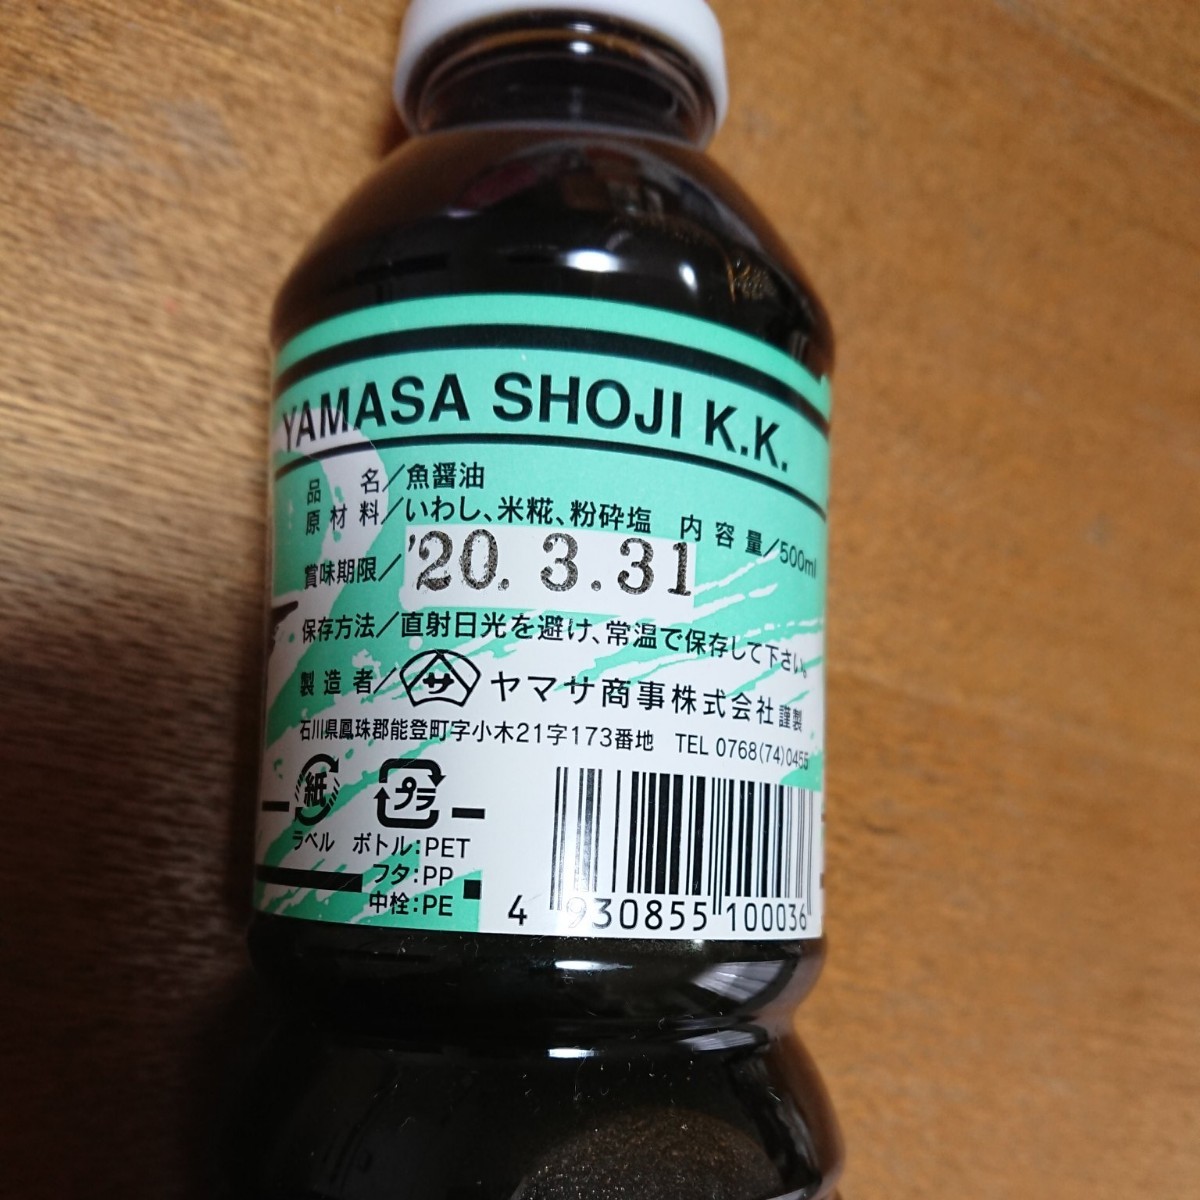 YAMASA SHOJI K.K.
品名/魚醤油
原材料/いわし、米糀、粉砕塩 内容量/500ml
賞味期限/'20.3.31
保存方法/直射日光を避け、常温で保存して下さい。
製造者/サ ヤマサ商事株式会社 謹製
石川県鳳珠郡能登町字小木21字173番地 TEL 0768(74)0455
紙 プラ
ラベル ボトル:PET
フタ:PP
中栓:PE
4 930855 100036